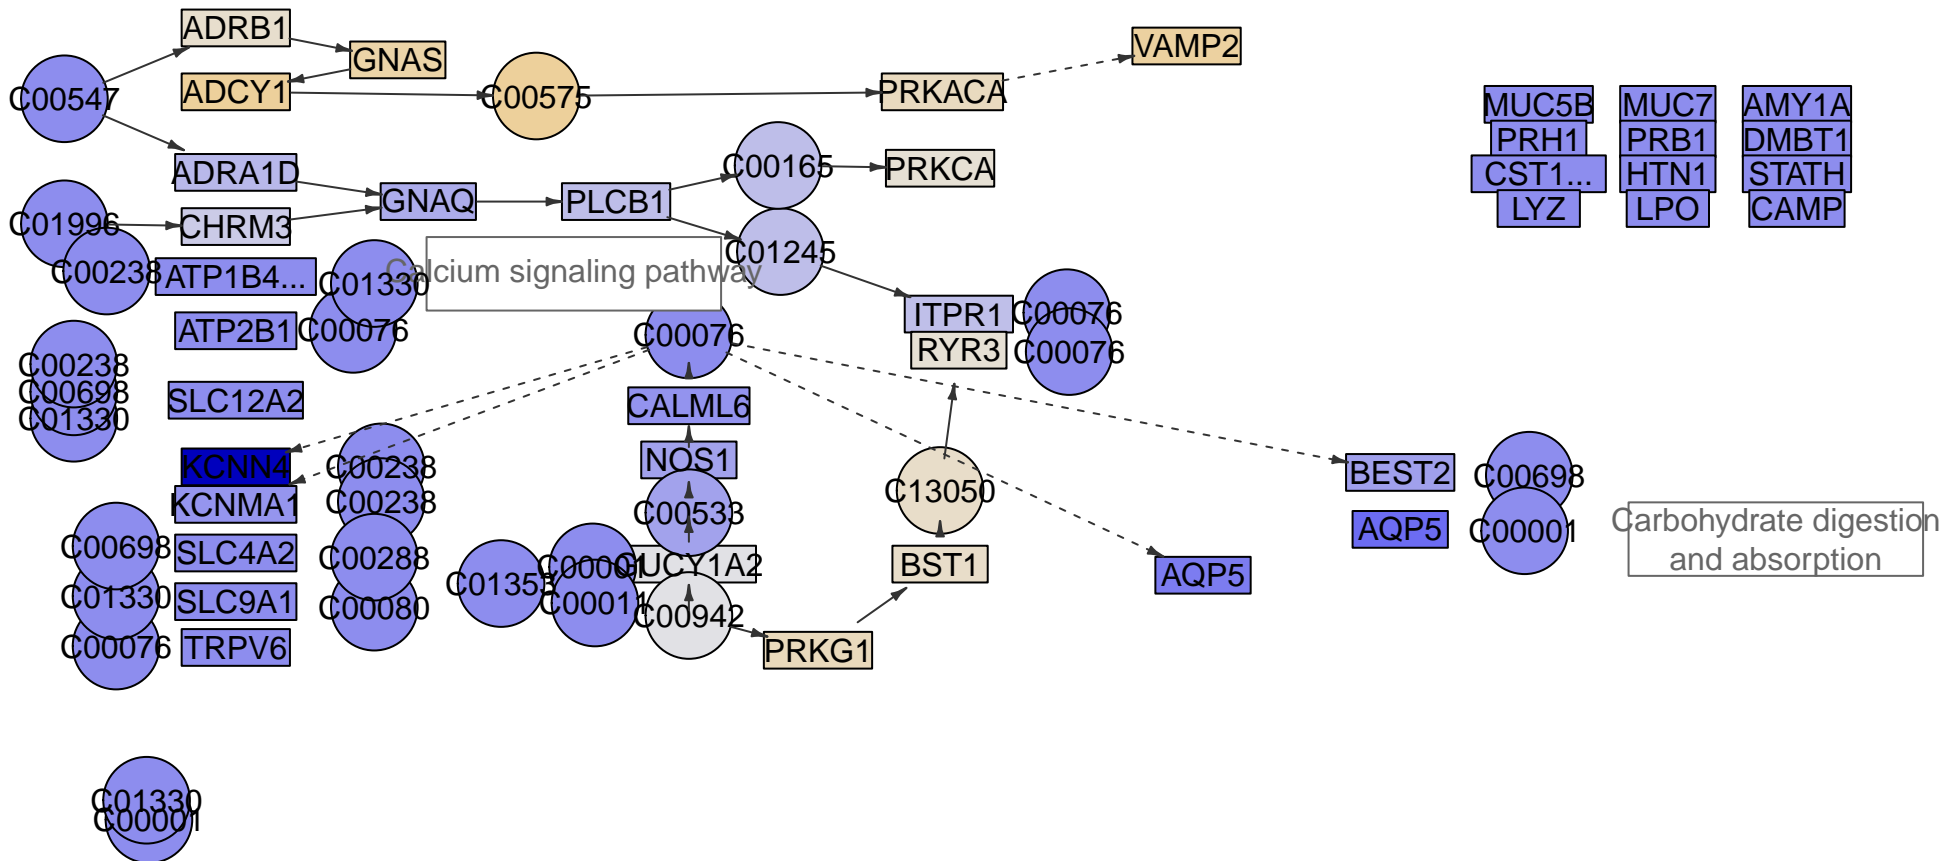 ADRB1
GNAS
VAMP2
C00547
ADCY1
C00575
PRKACA
MUC5B
MUC7
AMY1A
PRH1
PRB1
DMBT1
ADRA1D
C00165
PRKCA
CST1...
HTN1
STATH
GNAQ
PLCB1
LYZ
LPO
CAMP
C01996
CHRM3
C01245
C00238
ATP1B4...
C01330
Calcium signaling pathway
ITPR1
C00076
ATP2B1
C00076
C00076
RYR3
C00076
C00238
C00698
C01330
SLC12A2
CALML6
KCNN4
C00238
NOS1
BEST2
C00698
C13050
KCNMA1
C00238
C00533
AQP5
C00001
Carbohydrate digestion
and absorption
C00698
SLC4A2
C00288
C01353
C00001
GUCY1A2
BST1
AQP5
C01330
SLC9A1
C00080
C00011
C00942
C00076
TRPV6
PRKG1
C01330
C00001